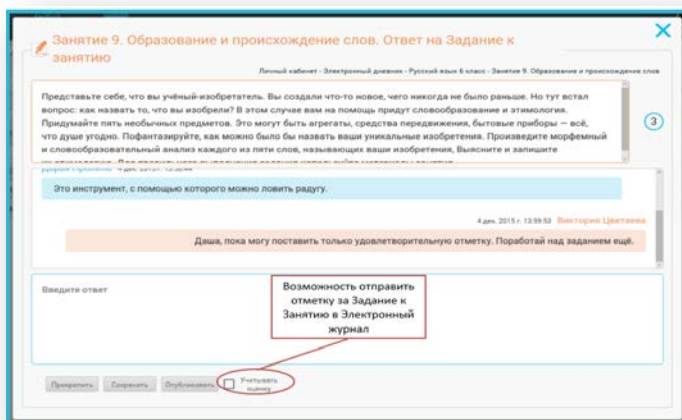 Занятие 9. Образование и происхождение слов. Ответ на Задание к
занятию
Личный кабинет - Электронный дневник - Русский язык 6 класс - Занятие 9. Образование и происхождение слов
Представьте себе, что вы учёный-изобретатель. Вы создали что-то новое, чего никогда не было раньше. Но тут встал
вопрос: как назвать то, что вы изобрели? В этом случае вам на помощь придут словообразование и этимология.
Придумайте пять необычных предметов. Это могут быть агрегаты, средства передвижения, бытовые приборы — всё,
что душе угодно. Пофантазируйте, как можно было бы назвать ваши уникальные изобретения. Произведите морфемный
и словообразовательный анализ каждого из пяти слов, называющих ваши изобретения, Выясните и запишите
3
Это инструмент, с помощью которого можно ловить радугу.
4 дек. 2015 г. 13:59:53 Виктория Цветаева
Даша, пока могу поставить только удовлетворительную отметку. Поработай над заданием ещё.
Введите ответ
Возможность отправить
отметку за Задание к
Занятию в Электронный
журнал
Прикрепить Сохранить Опубликовать Учитывать
оценку